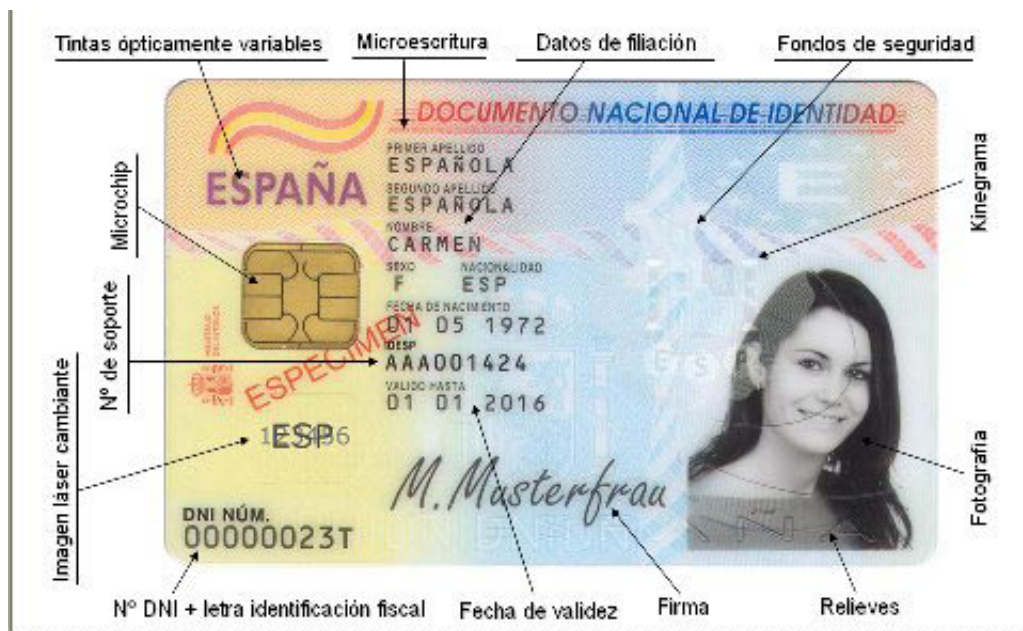 Tintas ópticamente variables
Microescritura
Datos de filiación
Fondos de seguridad
DOCUMENTO NACIONAL DE IDENTIDAD
PRIMER APELLIDO
ESPAÑOLA
ESPAÑA
SEGUNDO APELLIDO
ESPAÑOLA
NOMBRE
CARMEN
SEXO NACIONALIDAD
F ESP
FECHA DE NACIMIENTO
01 05 1972
IDESP
AAA001424
VALIDO HASTA
01 01 2016
ESPECIMEN
ESP
M. Musterfrau
DNI NÚM.
00000023T
Microchip
Nº de soporte
Imagen láser cambiante
Kinegrama
Fotografía
Nº DNI + letra identificación fiscal
Fecha de validez
Firma
Relieves